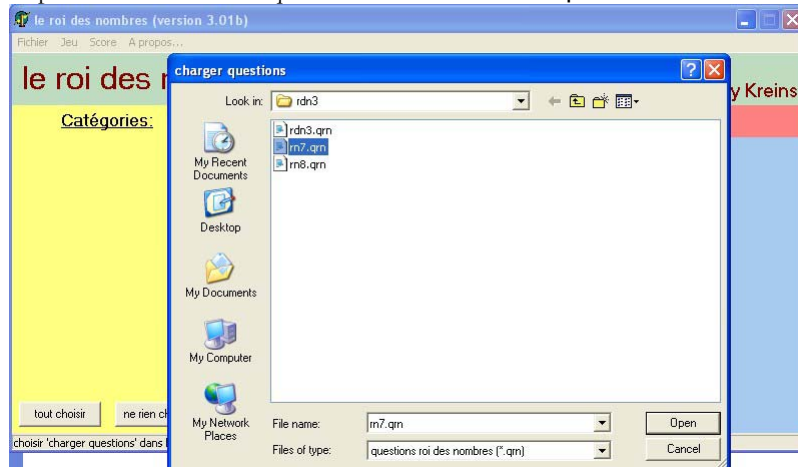 le roi des nombres (version 3.01b)
Fichier Jeu Score A propos...
le roi des
y Kreins
Catégories:
charger questions
Look in: rdn3
My Recent Documents
Desktop
My Documents
My Computer
My Network Places
rdn3.qrn
rn7.qrn
rn8.qrn
File name: rn7.qrn Open
Files of type: questions roi des nombres (*.qrn) Cancel
tout choisir
ne rien
choisir 'charger questions' dans